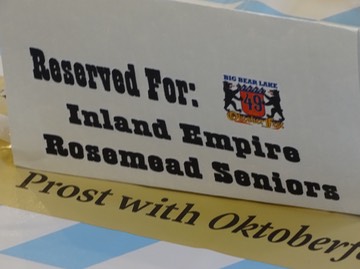 Reserved For:
BIG BEAR LAKE
49
Inland Empire
Rosemead Seniors
Prost with Oktoberf